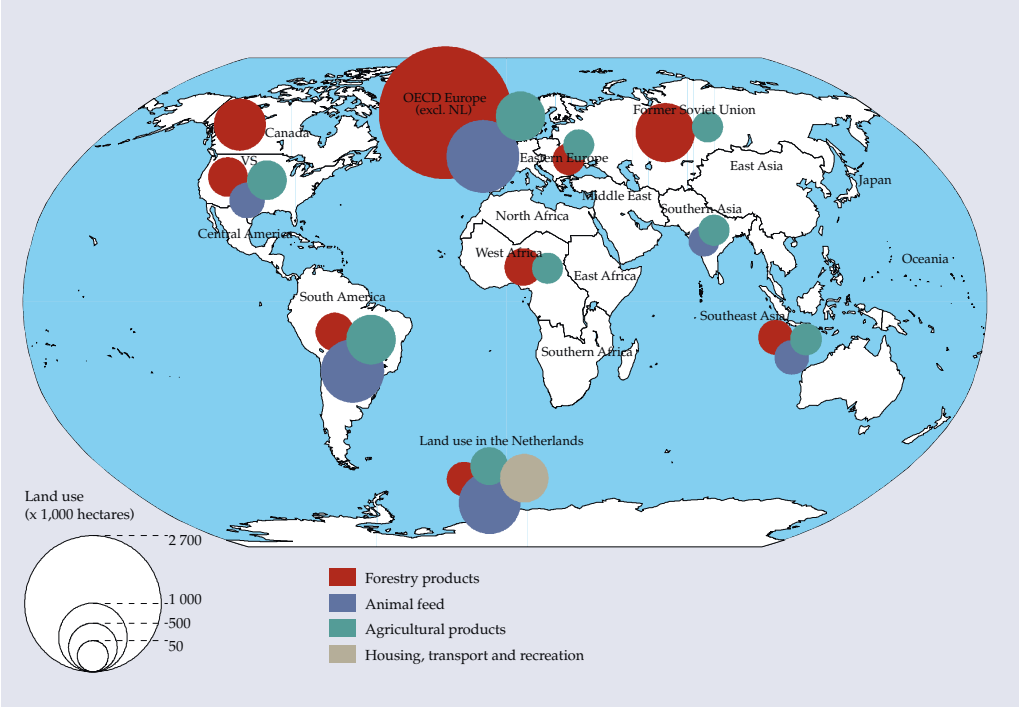 OECD Europe
(excl. NL)
Former Soviet Union
Canada
VS
Eastern Europe
East Asia
Japan
Middle East
Southern Asia
North Africa
Central America
West Africa
Oceania
East Africa
South America
Southeast Asia
Southern Africa
Land use in the Netherlands
Land use
(x 1,000 hectares)
2 700
1 000
500
50
Forestry products
Animal feed
Agricultural products
Housing, transport and recreation